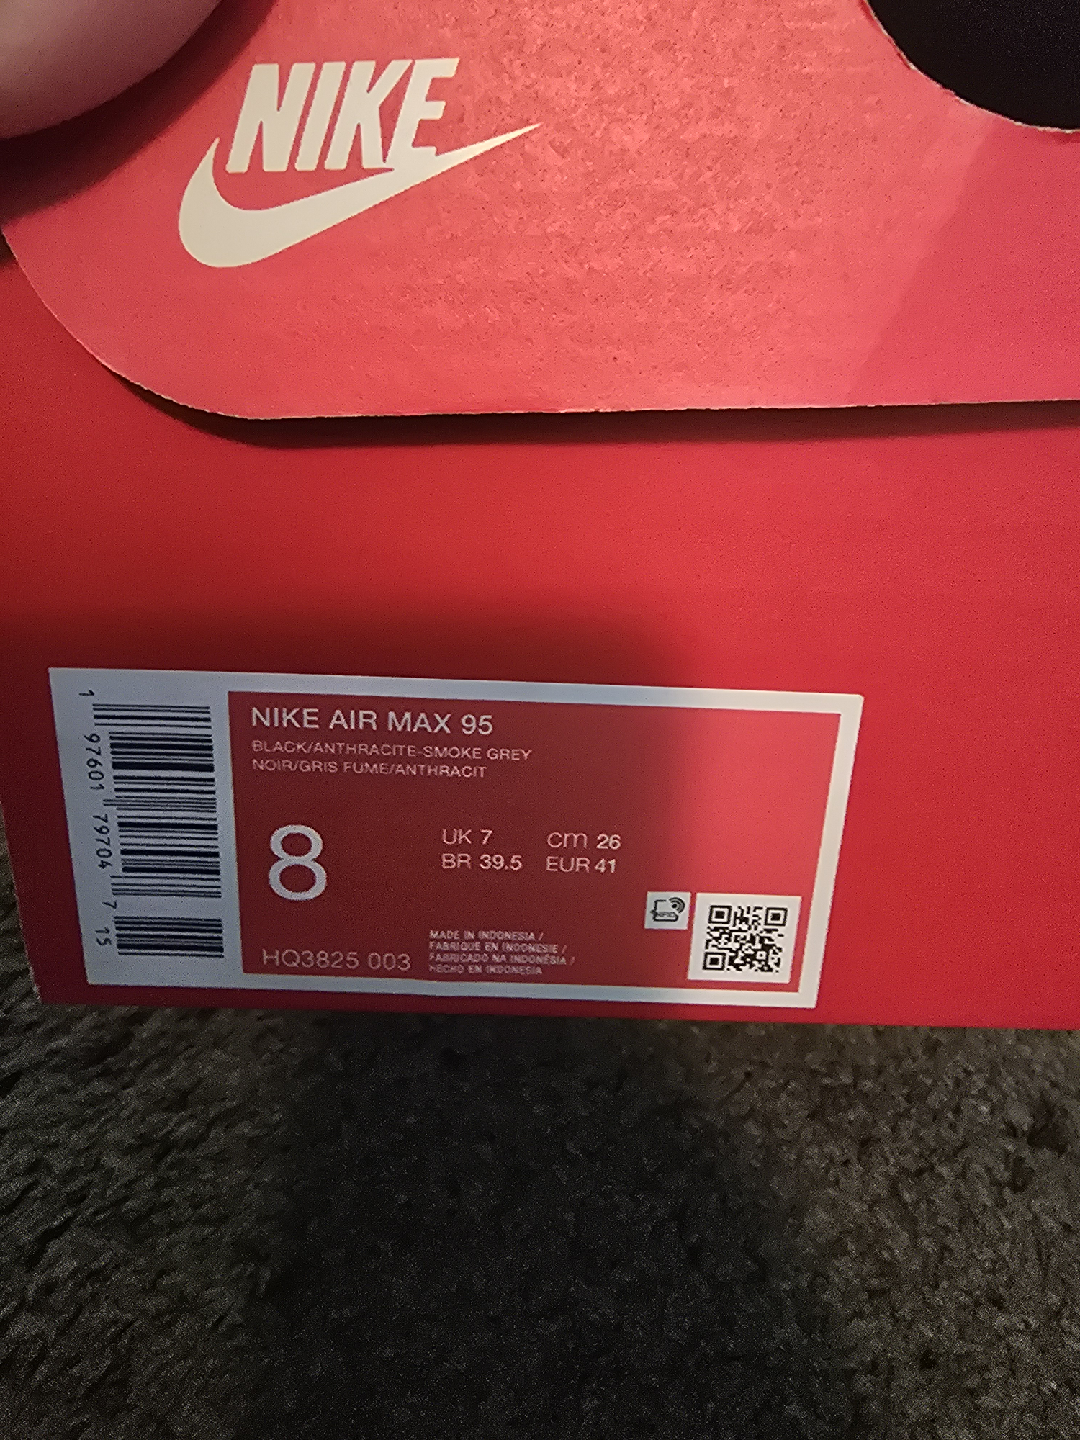 NIKE
NIKE AIR MAX 95
BLACK/ANTHRACITE-SMOKE GREY
NOIR/GRIS FUME/ANTHRACIT
8
UK 7 cm 26
BR 39.5 EUR 41
HQ3825 003
MADE IN INDONESIA /
FABRIQUE EN INDONESIE /
FABRICADO NA INDONÉSIA /
HECHO EN INDONESIA
1 97601 79704 7 15